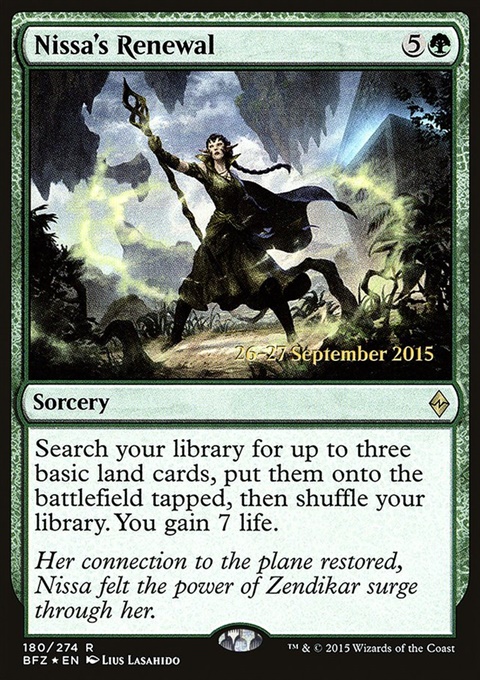 Nissa's Renewal 5
26–27 September 2015
Sorcery
Search your library for up to three
basic land cards, put them onto the
battlefield tapped, then shuffle your
library. You gain 7 life.
Her connection to the plane restored,
Nissa felt the power of Zendikar surge
through her.
180/274 R
BFZ ★ EN Lius Lasahido
™ & © 2015 Wizards of the Coast